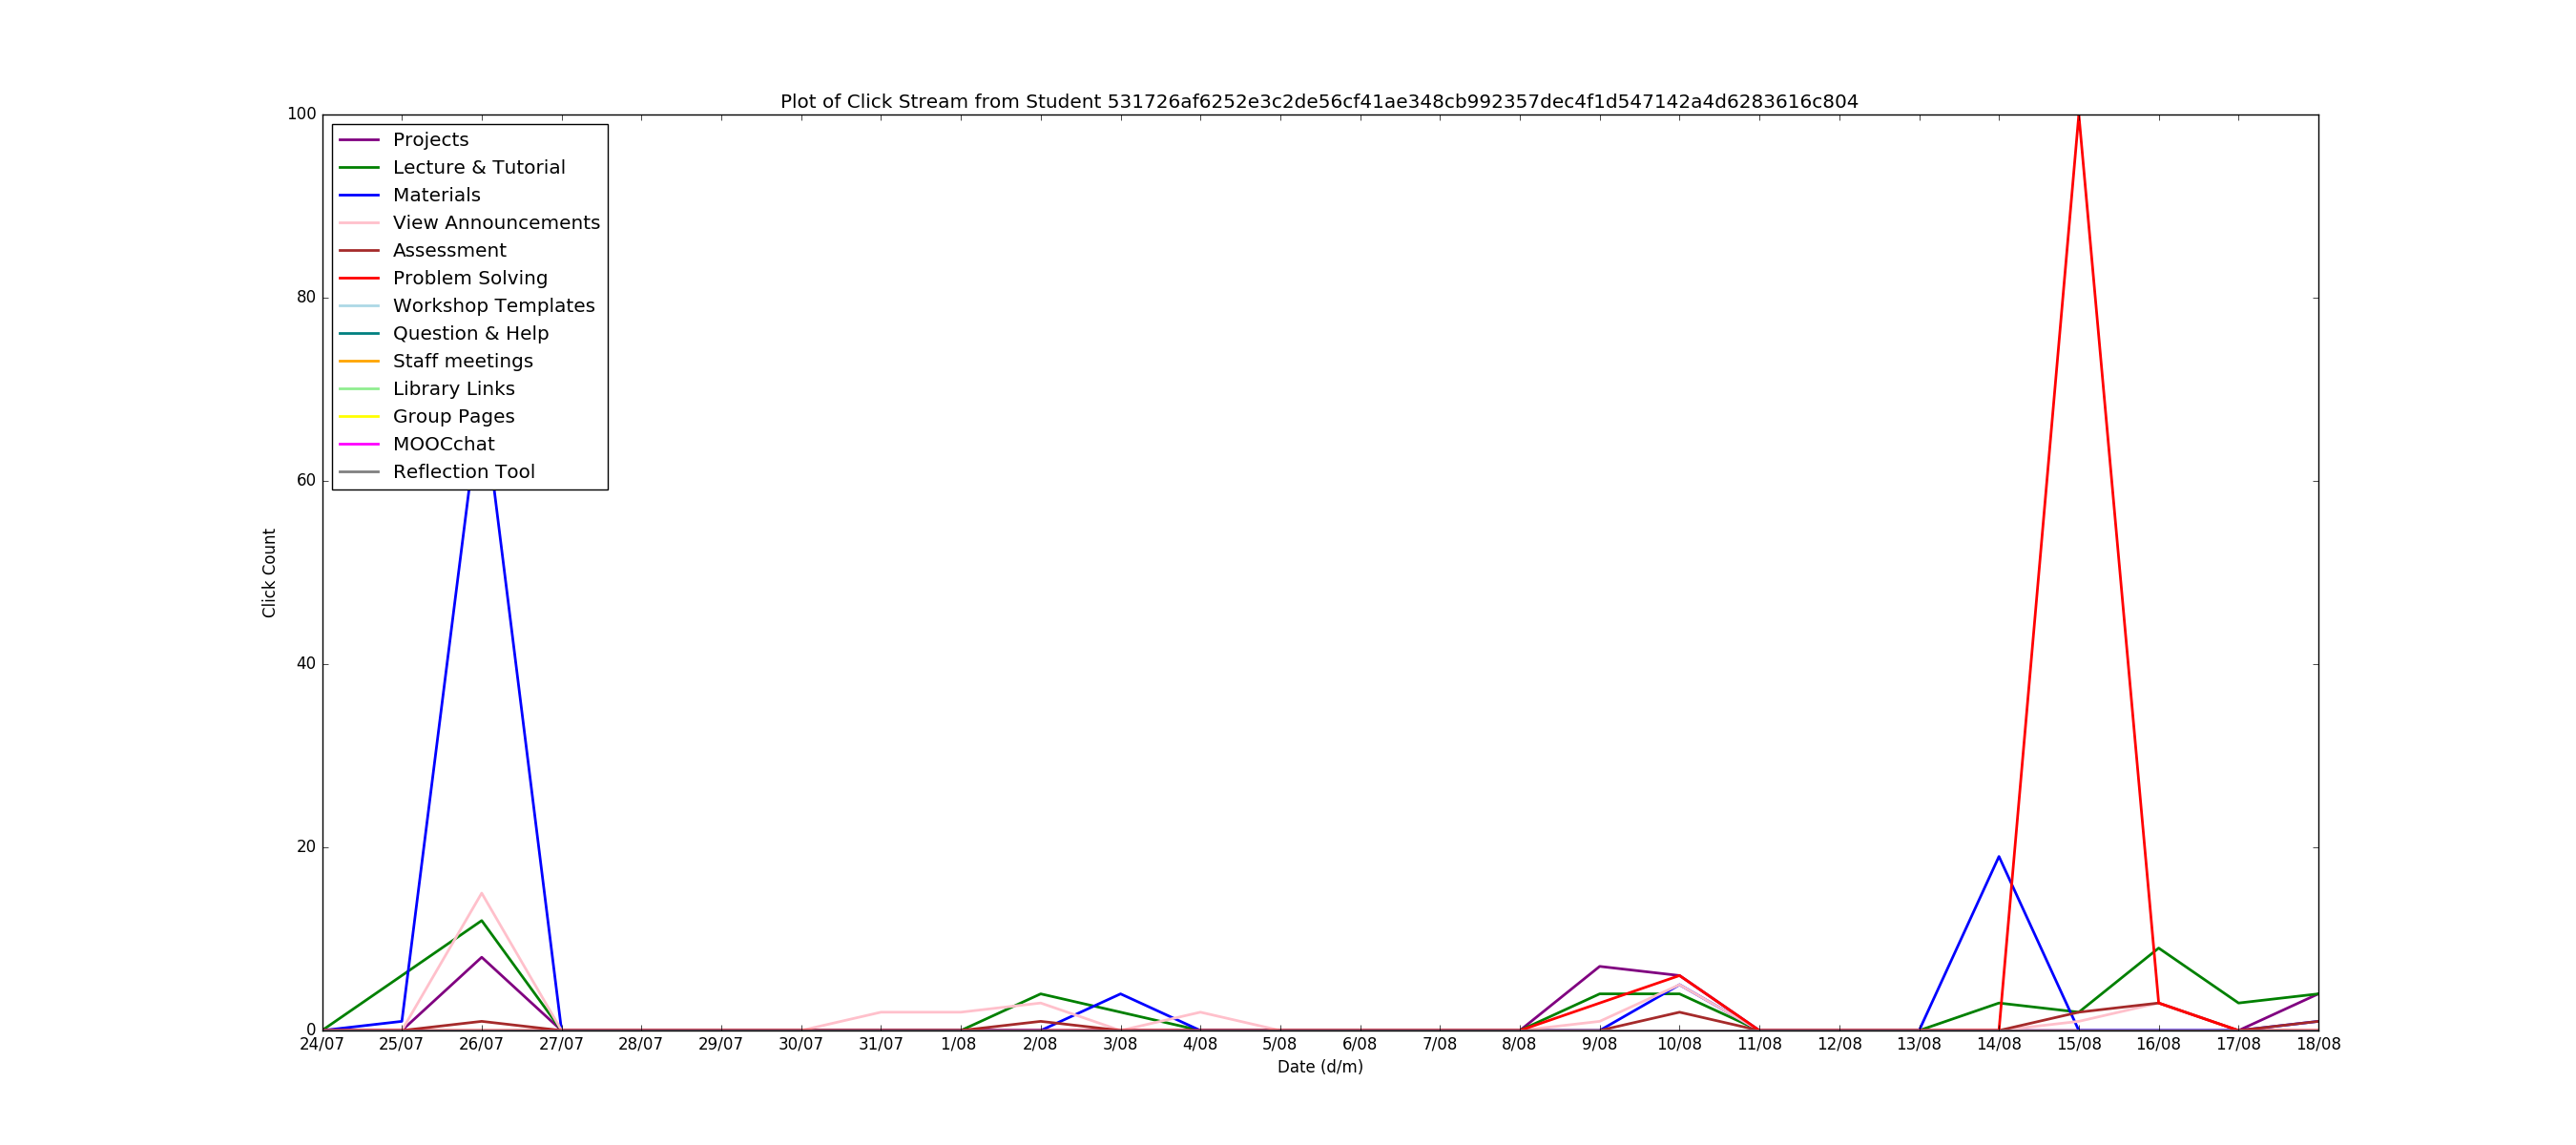 Plot of Click Stream from Student 531726af6252e3c2de56cf41ae348cb992357dec4f1d547142a4d6283616c804
100
80
60
40
20
0
Click Count
Projects
Lecture & Tutorial
Materials
View Announcements
Assessment
Problem Solving
Workshop Templates
Question & Help
Staff meetings
Library Links
Group Pages
MOOCchat
Reflection Tool
24/07 25/07 26/07 27/07 28/07 29/07 30/07 31/07 1/08 2/08 3/08 4/08 5/08 6/08 7/08 8/08 9/08 10/08 11/08 12/08 13/08 14/08 15/08 16/08 17/08 18/08
Date (d/m)